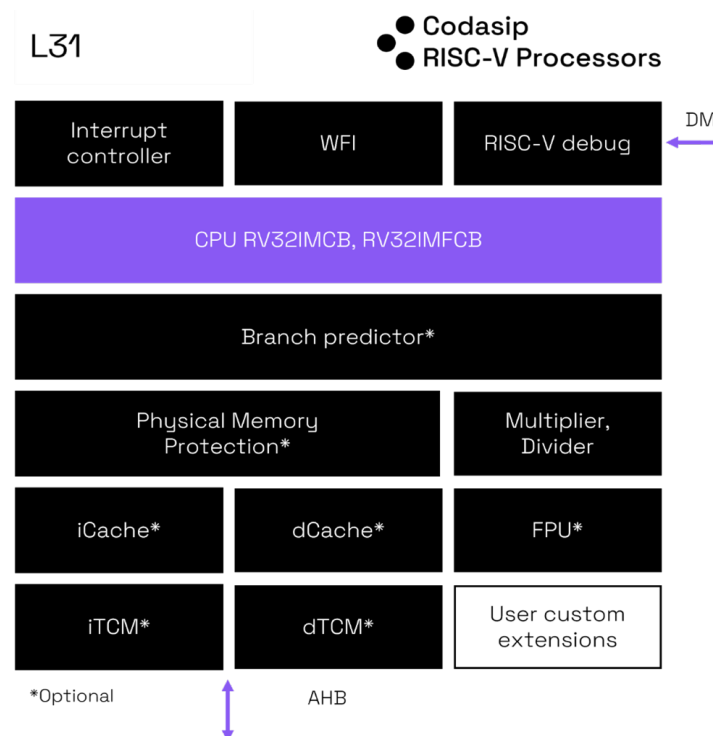 L31
Codasip
RISC-V Processors
Interrupt
controller
WFI
RISC-V debug
CPU RV32IMCB, RV32IMFCB
Branch predictor*
Physical Memory
Protection*
Multiplier,
Divider
iCache*
dCache*
FPU*
iTCM*
dTCM*
User custom
extensions
*Optional
AHB